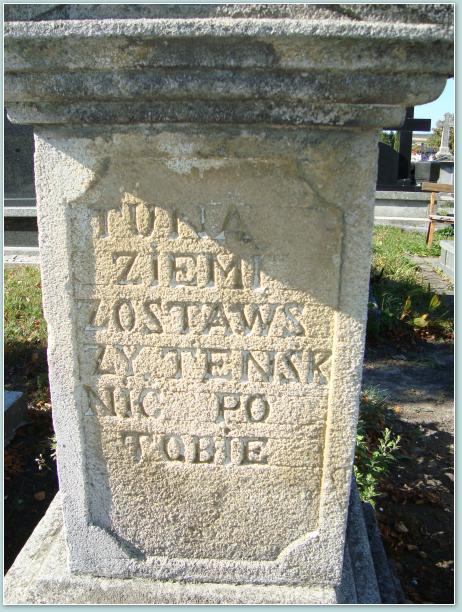 TU NA
ZIEMI
ZOSTAWS
ZY TENSK
NIC PO
TOBIE